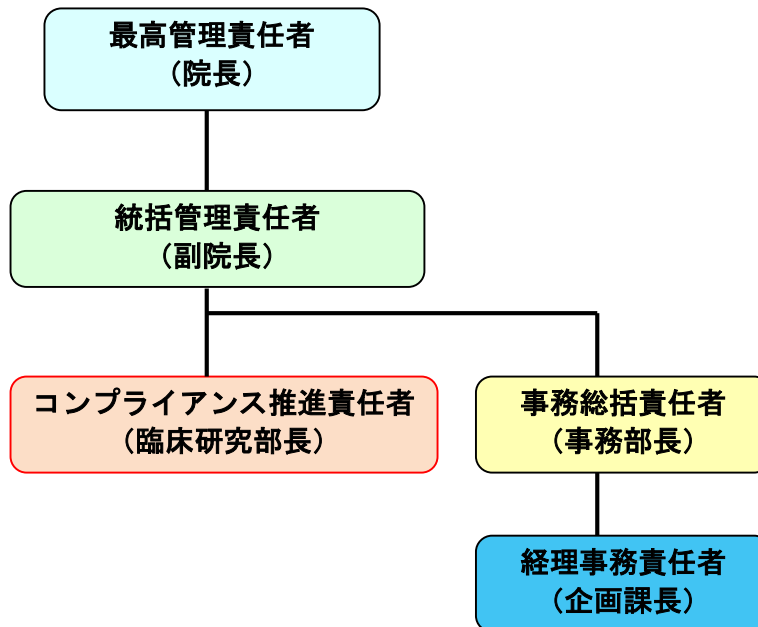 最高管理責任者
（院長）
統括管理責任者
（副院長）
コンプライアンス推進責任者
（臨床研究部長）
事務総括責任者
（事務部長）
経理事務責任者
（企画課長）